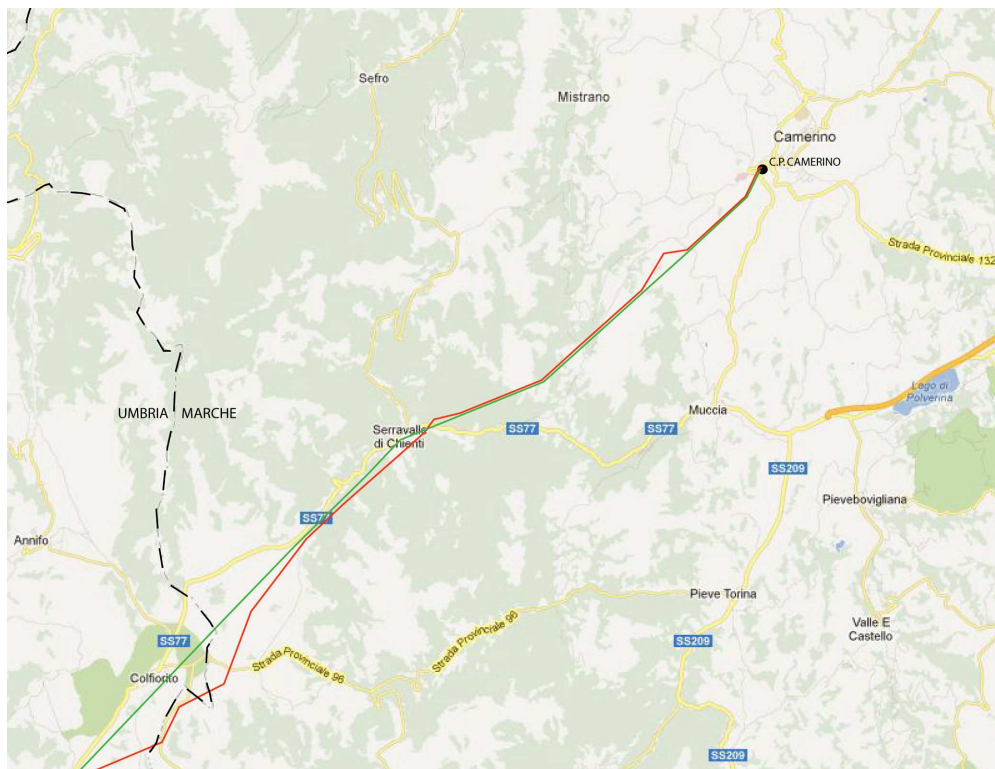 Sefro
Mistrano
Camerino
C.P. CAMERINO
Strada Provinciale 132
Lago di
Polverina
UMBRIA
MARCHE
Muccia
Serravalle
di Chienti
SS77
SS77
SS209
Pievebovigliana
SS77
Annifo
Pieve Torina
Valle E
Castello
Strada Provinciale 96
SS77
SS209
Strada Provinciale 96
Colfiorito
SS209